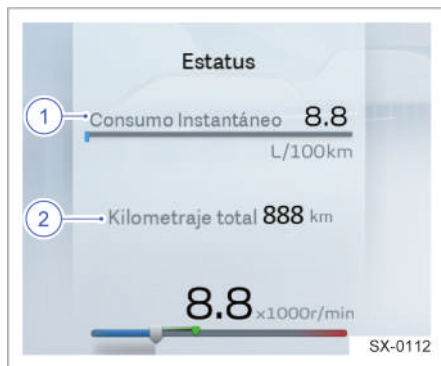 Estatus
1 Consumo Instantáneo 8.8
L/100km
2 Kilometraje total 888 km
8.8 x1000r/min
SX-0112